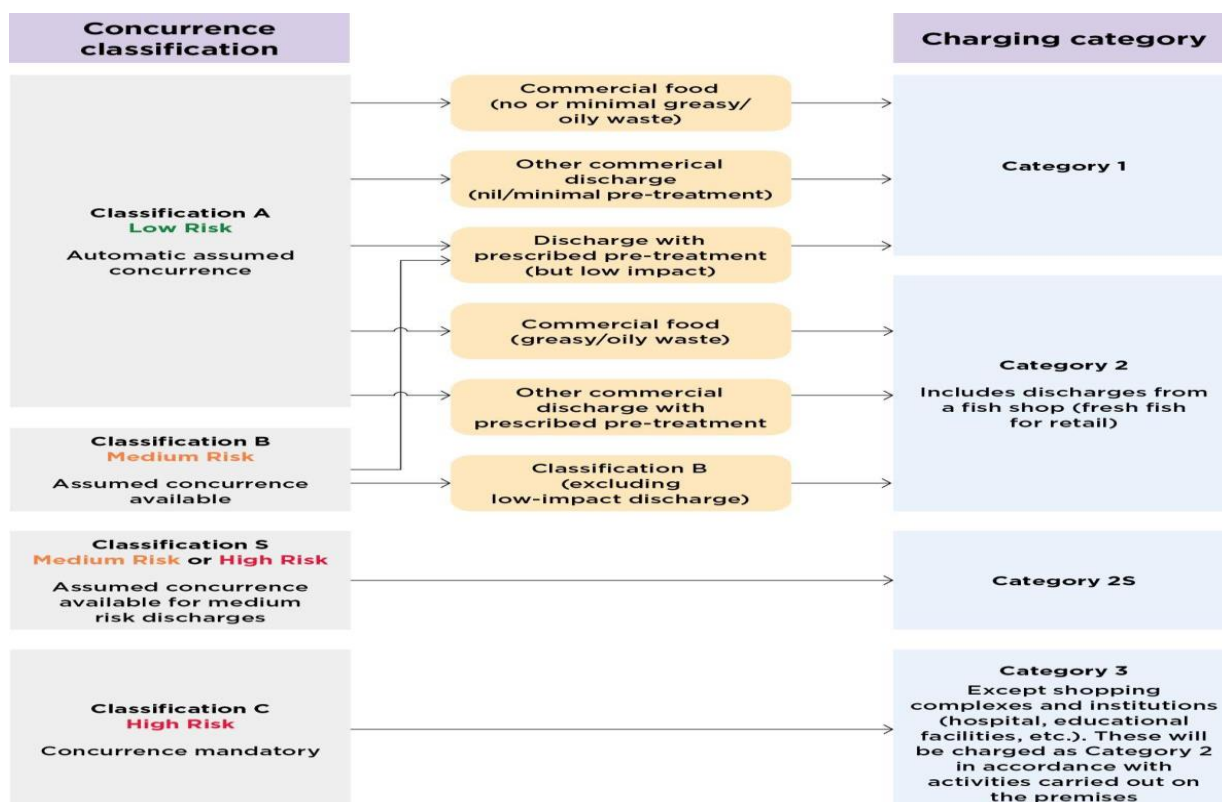 Concurrence
classification
Charging category
Classification A
Low Risk
Automatic assumed
concurrence
Classification B
Medium Risk
Assumed concurrence
available
Classification S
Medium Risk or High Risk
Assumed concurrence
available for medium
risk discharges
Classification C
High Risk
Concurrence mandatory
Commercial food
(no or minimal greasy/
oily waste)
Other commerical
discharge
(nil/minimal pre-treatment)
Discharge with
prescribed pre-treatment
(but low impact)
Commercial food
(greasy/oily waste)
Other commercial
discharge with
prescribed pre-treatment
Classification B
(excluding
low-impact discharge)
Category 1
Category 2
Includes discharges from
a fish shop (fresh fish
for retail)
Category 2S
Category 3
Except shopping
complexes and institutions
(hospital, educational
facilities, etc.). These will
be charged as Category 2
in accordance with
activities carried out on
the premises